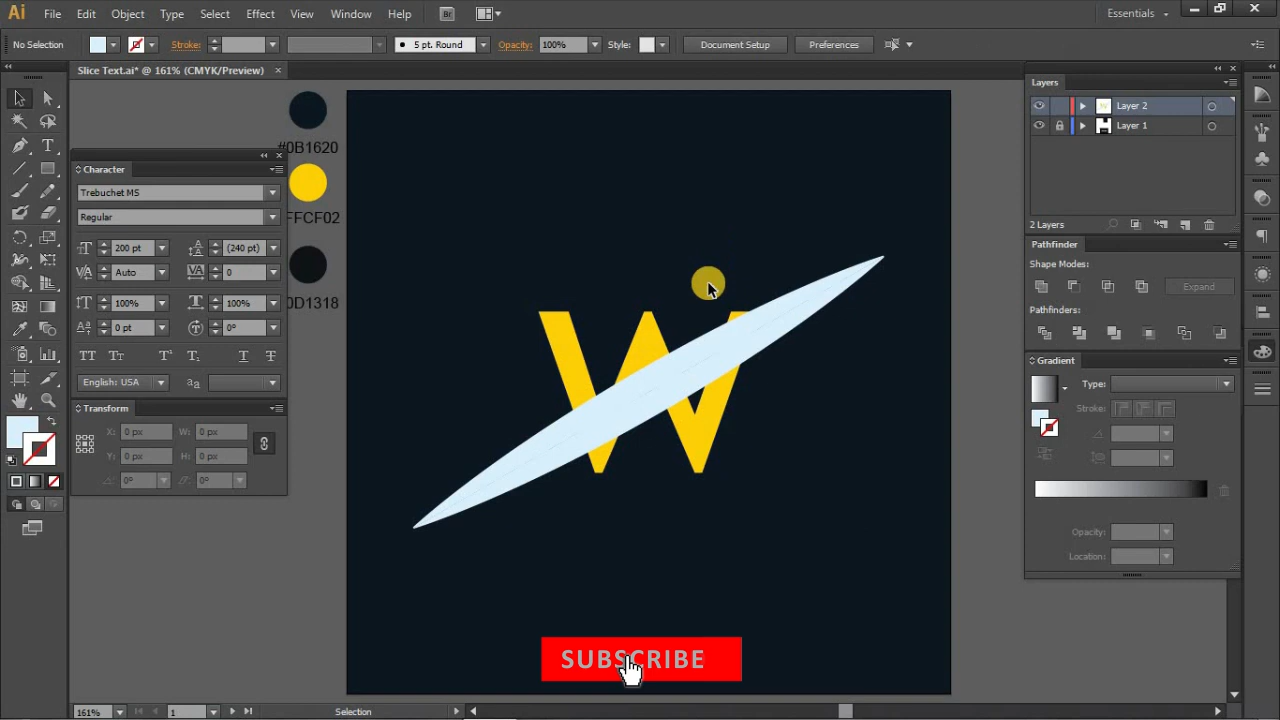 Ai File Edit Object Type Select Effect View Window Help Br Essentials
No Selection Stroke: 5 pt. Round Opacity: 100% Style: Document Setup Preferences
Slice Text.ai* @ 161% (CMYK/Preview)
#0B1620
FFCF02
0D1318
Character
Trebuchet MS
Regular
200 pt (240 pt)
Auto 0
100% 100%
0 pt 0°
English: USA
Transform
X: 0 px W: 0 px
Y: 0 px H: 0 px
0° 0°
W
SUBSCRIBE
Layers
Layer 2
Layer 1
2 Layers
Pathfinder
Shape Modes:
Expand
Pathfinders:
Gradient
Type:
Stroke:
Opacity:
Location:
161% 1 Selection